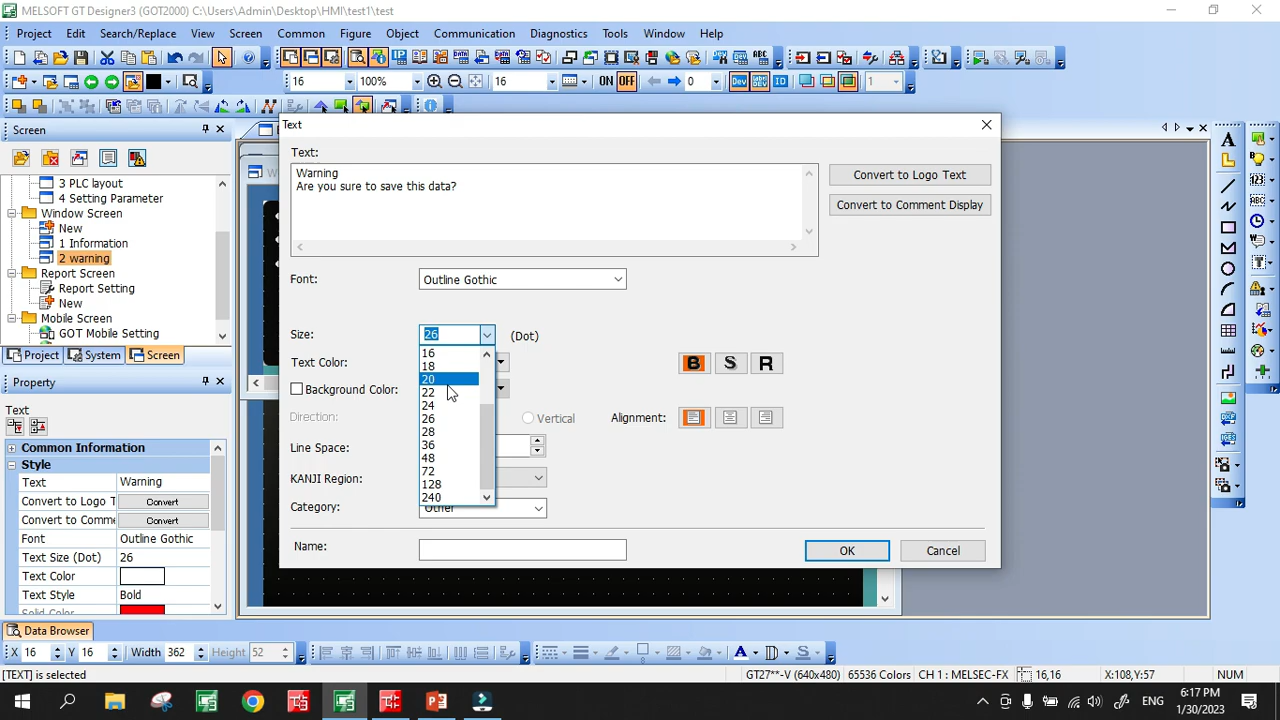 MELSOFT GT Designer3 (GOT2000) C:\Users\Admin\Desktop\HMI\test1\test
Project Edit Search/Replace View Screen Common Figure Object Communication Diagnostics Tools Window Help
16 100% 16 ON OFF 0 Dev IO 1
Screen
3 PLC layout
4 Setting Parameter
Window Screen
New
1 Information
2 warning
Report Screen
Report Setting
New
Mobile Screen
GOT Mobile Setting
Project System Screen
Property
Text
Common Information
Style
Text Warning
Convert to Logo T Convert
Convert to Comme Convert
Font Outline Gothic
Text Size (Dot) 26
Text Color
Text Style Bold
Solid Color
Data Browser
Text
Text:
Warning
Are you sure to save this data?
Convert to Logo Text
Convert to Comment Display
Font: Outline Gothic
Size: 26 (Dot)
16
18
20
22
24
26
28
36
48
72
128
240
Text Color: B S R
Background Color:
Direction: Vertical Alignment:
Line Space:
KANJI Region:
Category: Other
Name:
OK Cancel
X 16 Y 16 Width 362 Height 52
[TEXT] is selected GT27**-V (640x480) 65536 Colors CH 1 : MELSEC-FX 16,16 X:108,Y:57 NUM
ENG 6:17 PM
1/30/2023